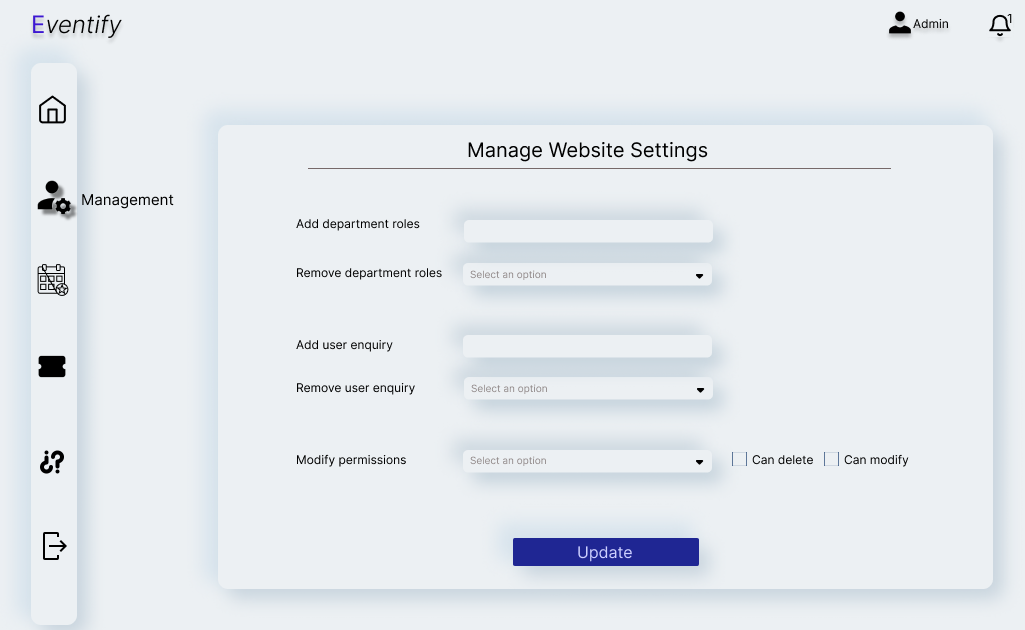 Eventify
Admin
1
Manage Website Settings
Management
Add department roles
Remove department roles
Select an option
Add user enquiry
Remove user enquiry
Select an option
Modify permissions
Select an option
Can delete
Can modify
Update